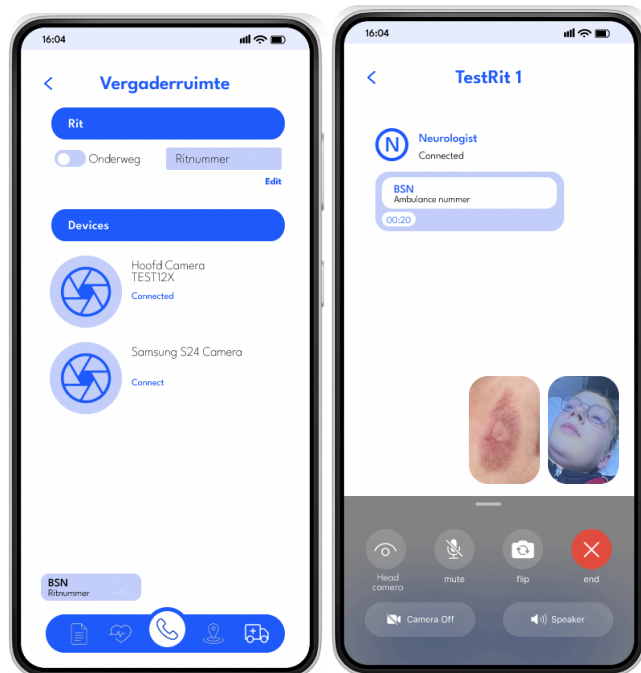 16:04
Vergaderruimte
Rit
Onderweg
Ritnummer
Edit
Devices
Hoofd Camera
TEST12X
Connected
Samsung S24 Camera
Connect
BSN
Ritnummer
16:04
TestRit 1
N
Neurologist
Connected
BSN
Ambulance nummer
00:20
Head
camera
mute
flip
end
Camera Off
Speaker